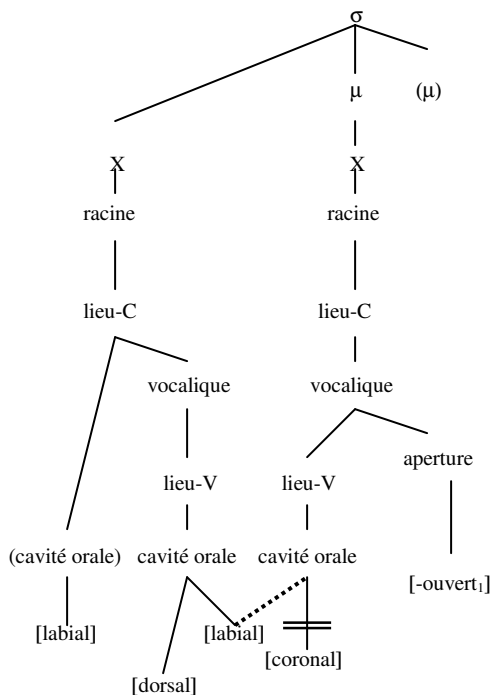 σ
μ (μ)
X X
racine racine
lieu-C lieu-C
vocalique vocalique
aperture
lieu-V lieu-V
(cavité orale) cavité orale cavité orale
[-ouvert₁]
[labial] [labial]
[coronal]
[dorsal]